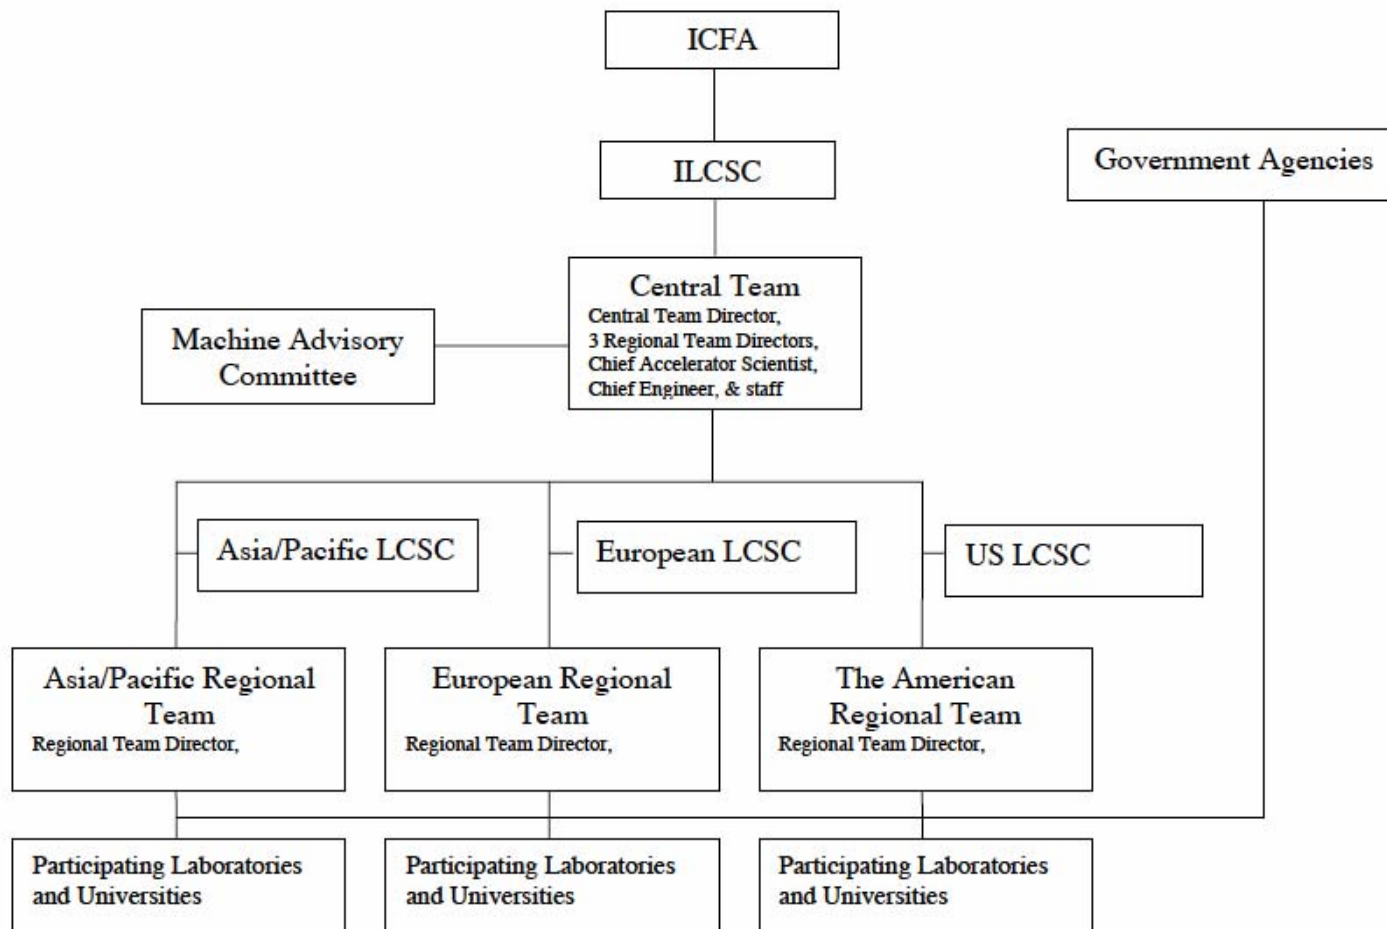 ICFA
ILCSC
Government Agencies
Central Team
Central Team Director,
3 Regional Team Directors,
Chief Accelerator Scientist,
Chief Engineer, & staff
Machine Advisory
Committee
Asia/Pacific LCSC
European LCSC
US LCSC
Asia/Pacific Regional
Team
Regional Team Director,
European Regional
Team
Regional Team Director,
The American
Regional Team
Regional Team Director,
Participating Laboratories
and Universities
Participating Laboratories
and Universities
Participating Laboratories
and Universities